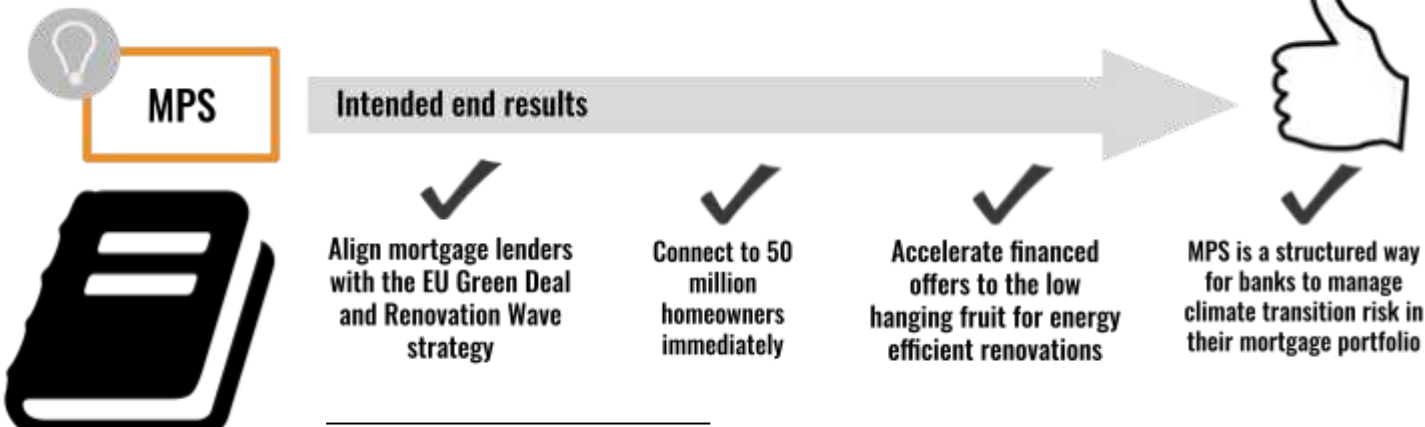 MPS
Intended end results
Align mortgage lenders
with the EU Green Deal
and Renovation Wave
strategy
Connect to 50
million
homeowners
immediately
Accelerate financed
offers to the low
hanging fruit for energy
efficient renovations
MPS is a structured way
for banks to manage
climate transition risk in
their mortgage portfolio